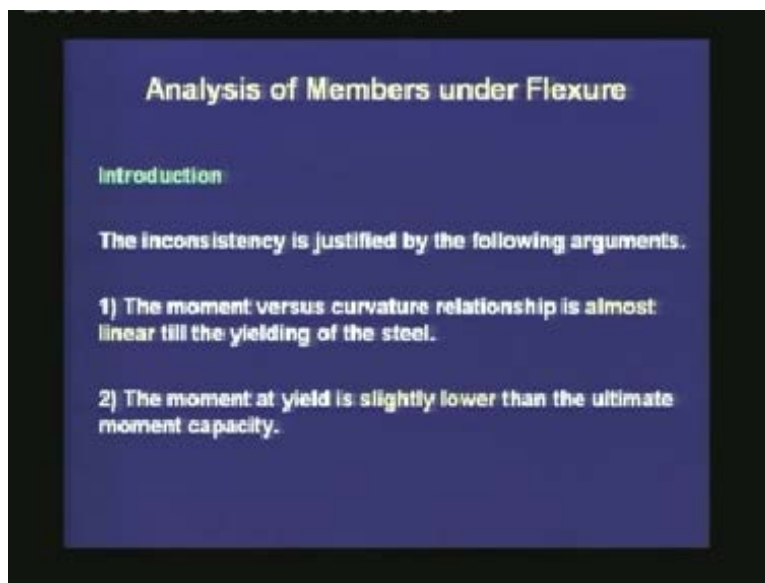 Analysis of Members under Flexure
Introduction
The inconsistency is justified by the following arguments.
1) The moment versus curvature relationship is almost
linear till the yielding of the steel.
2) The moment at yield is slightly lower than the ultimate
moment capacity.